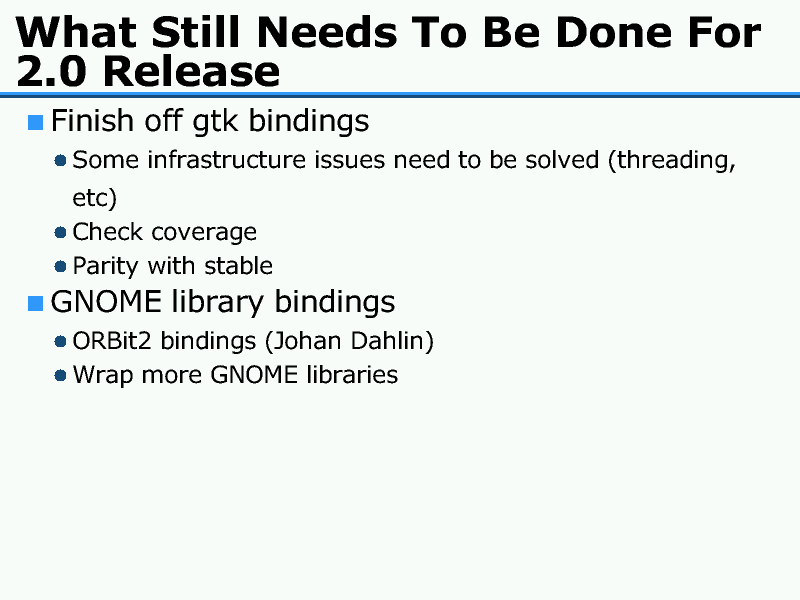 What Still Needs To Be Done For
2.0 Release
Finish off gtk bindings
Some infrastructure issues need to be solved (threading,
etc)
Check coverage
Parity with stable
GNOME library bindings
ORBit2 bindings (Johan Dahlin)
Wrap more GNOME libraries